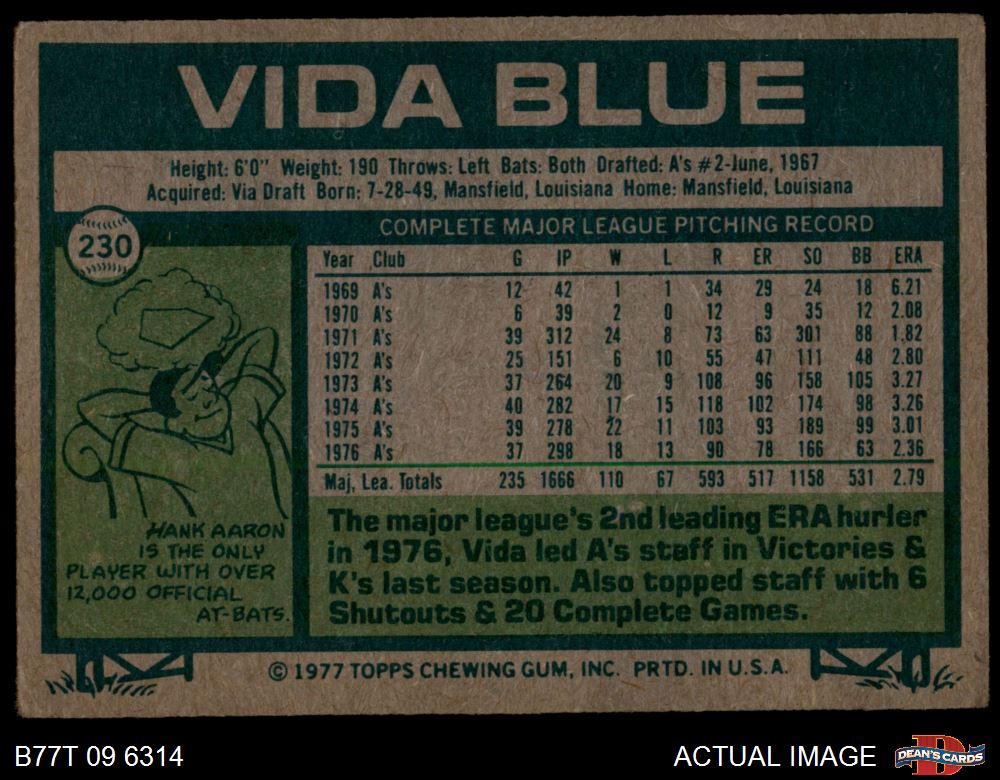 VIDA BLUE
Height: 6'0" Weight: 190 Throws: Left Bats: Both Drafted: A's #2-June, 1967
Acquired: Via Draft Born: 7-28-49, Mansfield, Louisiana Home: Mansfield, Louisiana
230
COMPLETE MAJOR LEAGUE PITCHING RECORD
Year Club G IP W L R ER SO BB ERA
1969 A's 12 42 1 1 34 29 24 18 6.21
1970 A's 6 39 2 0 12 9 35 12 2.08
1971 A's 39 312 24 8 73 63 301 88 1.82
1972 A's 25 151 6 10 55 47 111 48 2.80
1973 A's 37 264 20 9 108 96 158 105 3.27
1974 A's 40 282 17 15 118 102 174 98 3.26
1975 A's 39 278 22 11 103 93 189 99 3.01
1976 A's 37 298 18 13 90 78 166 63 2.36
Maj. Lea. Totals 235 1666 110 67 593 517 1158 531 2.79
HANK AARON
IS THE ONLY
PLAYER WITH OVER
12,000 OFFICIAL
AT-BATS.
The major league's 2nd leading ERA hurler
in 1976, Vida led A's staff in Victories &
K's last season. Also topped staff with 6
Shutouts & 20 Complete Games.
© 1977 TOPPS CHEWING GUM, INC. PRTD. IN U.S.A.
B77T 09 6314
ACTUAL IMAGE
DEAN'S CARDS